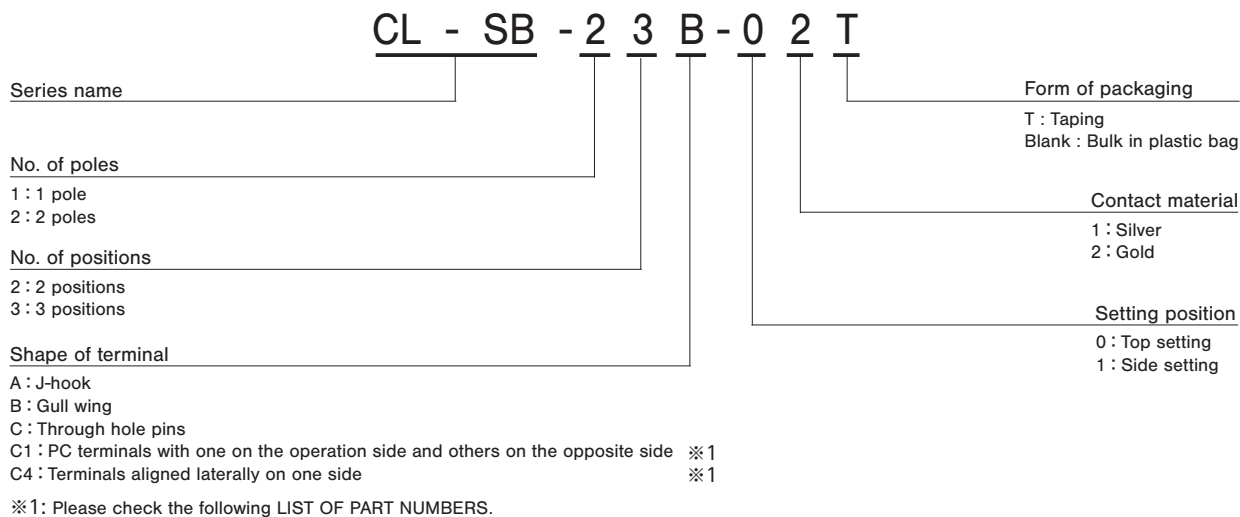 CL - SB - 2 3 B - 0 2 T
Series name
No. of poles
1 : 1 pole
2 : 2 poles
No. of positions
2 : 2 positions
3 : 3 positions
Shape of terminal
A : J-hook
B : Gull wing
C : Through hole pins
C1 : PC terminals with one on the operation side and others on the opposite side ※1
C4 : Terminals aligned laterally on one side ※1
※1: Please check the following LIST OF PART NUMBERS.
Form of packaging
T : Taping
Blank : Bulk in plastic bag
Contact material
1 : Silver
2 : Gold
Setting position
0 : Top setting
1 : Side setting